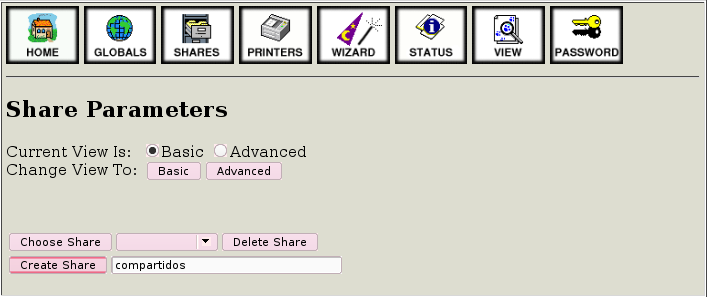 HOME GLOBALS SHARES PRINTERS WIZARD STATUS VIEW PASSWORD
Share Parameters
Current View Is: Basic Advanced
Change View To: Basic Advanced
Choose Share Delete Share
Create Share compartidos